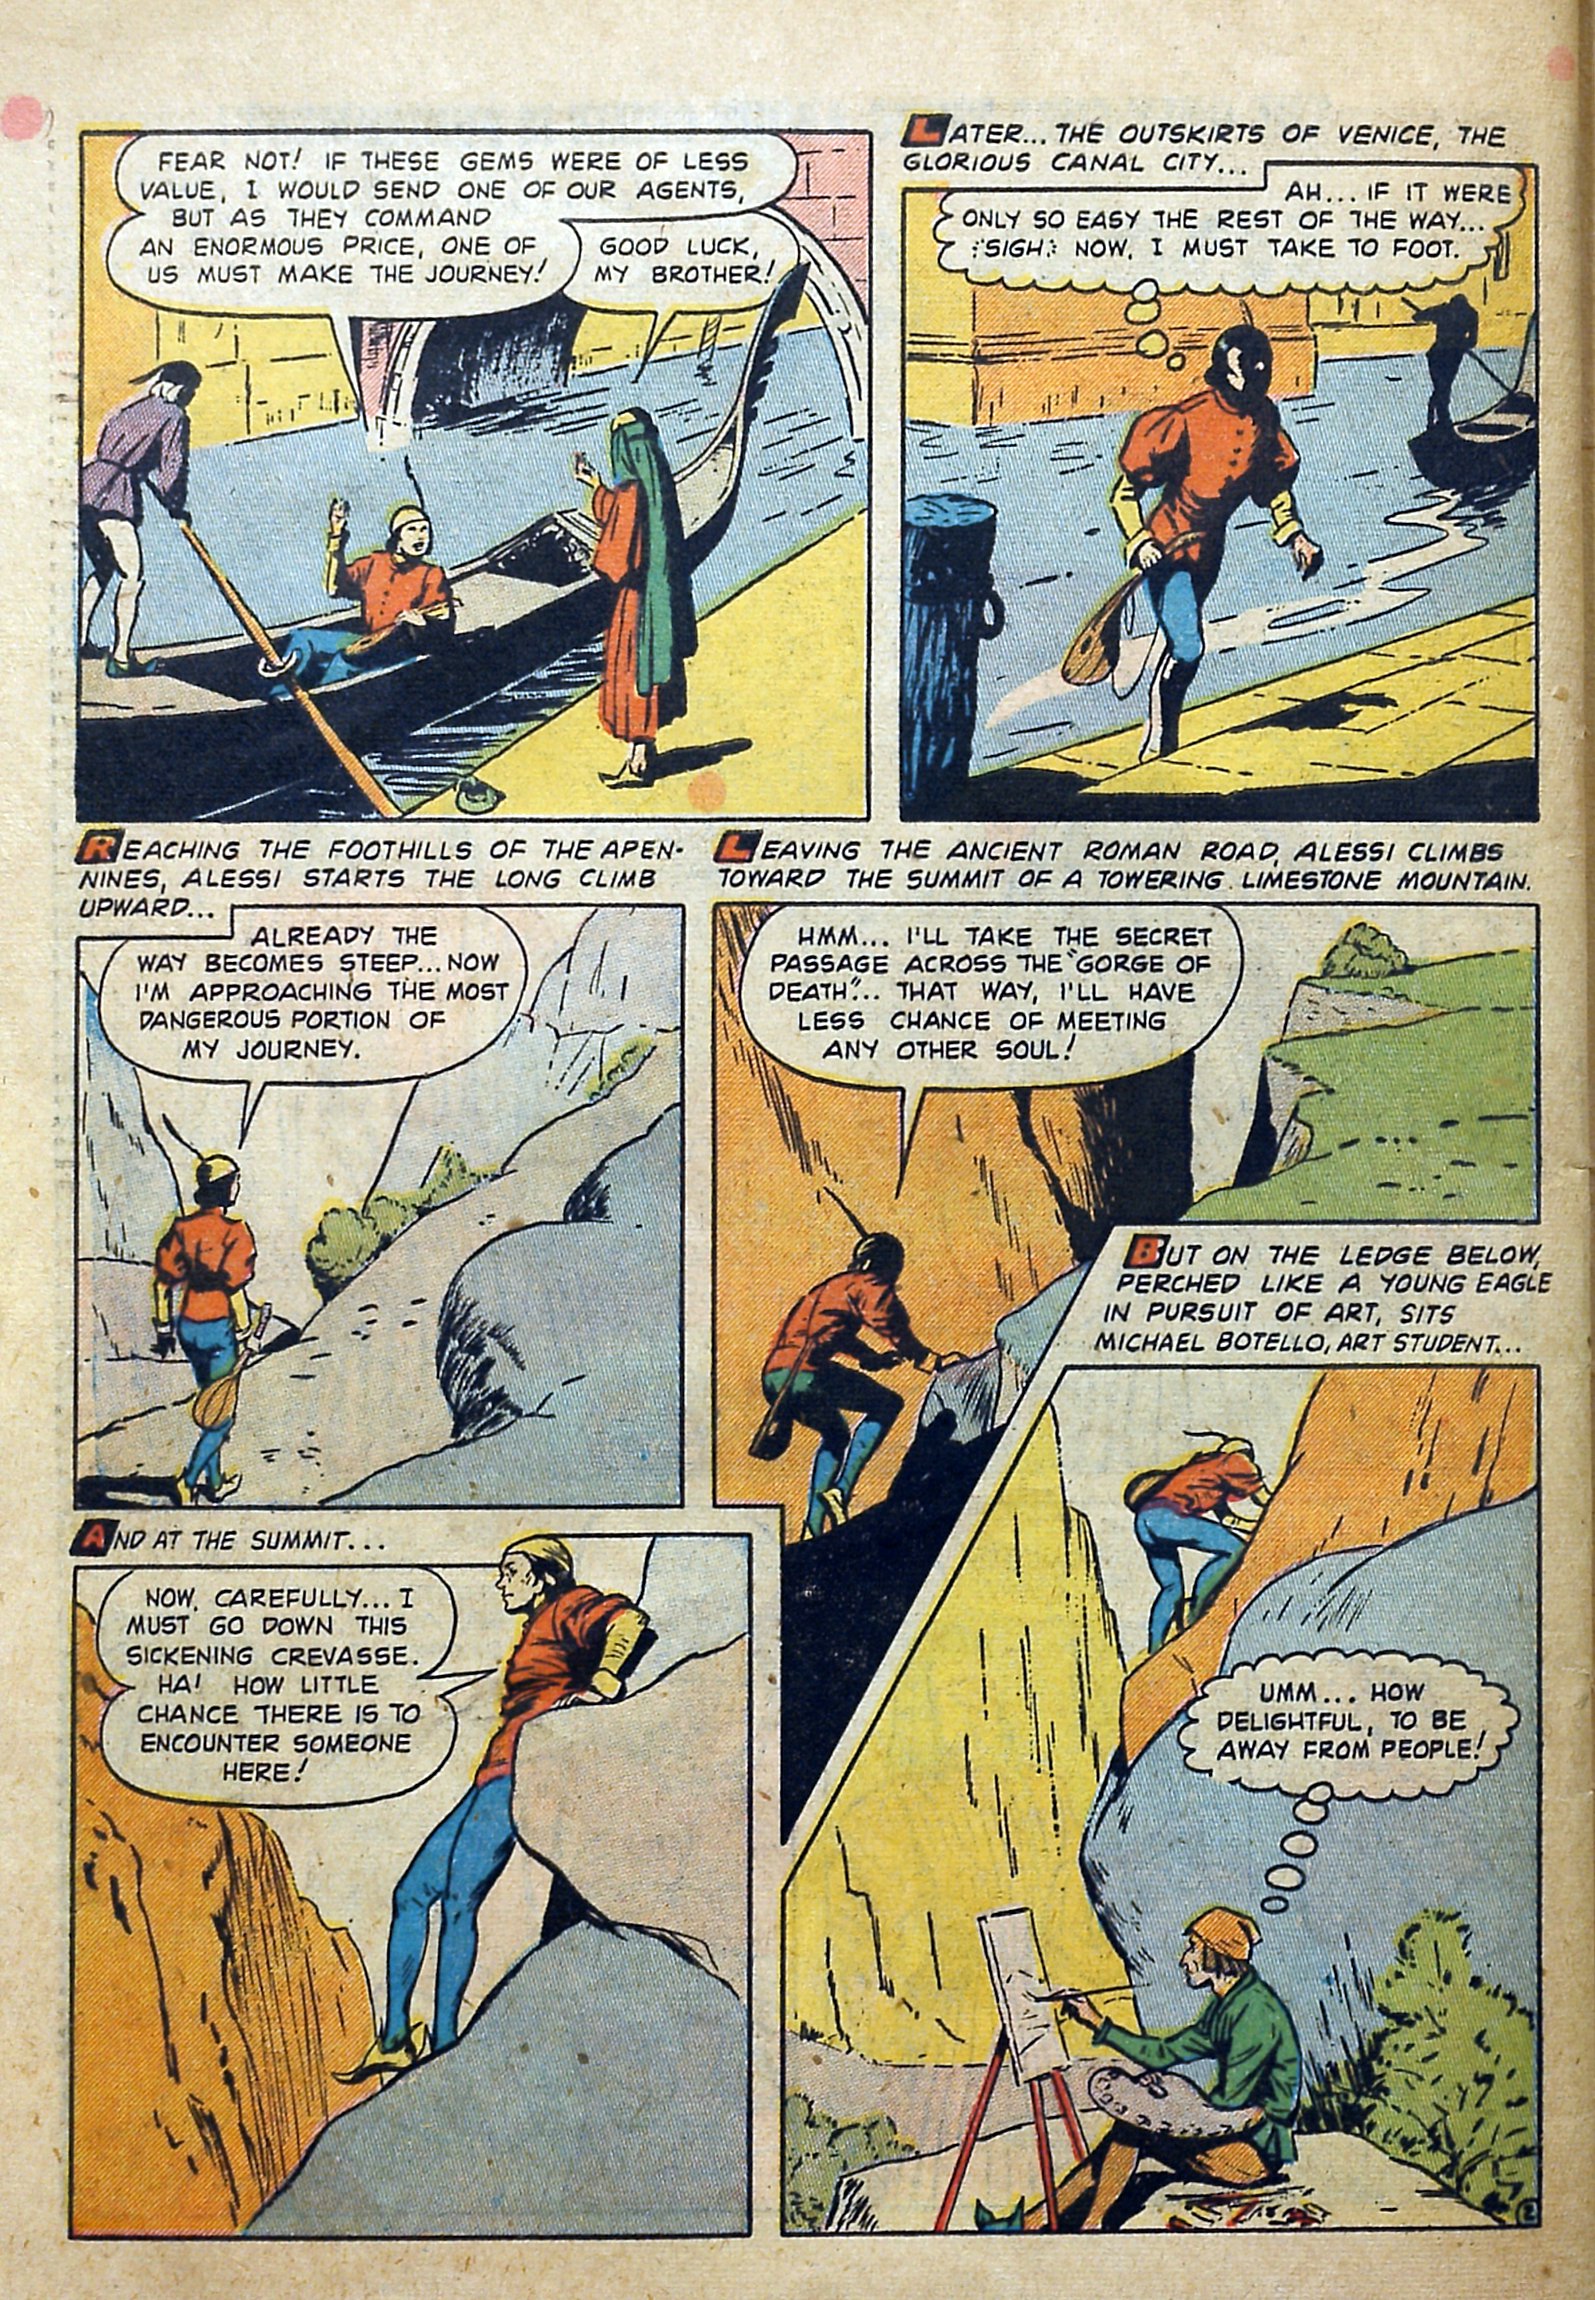 FEAR NOT! IF THESE GEMS WERE OF LESS
VALUE, I WOULD SEND ONE OF OUR AGENTS,
BUT AS THEY COMMAND
AN ENORMOUS PRICE, ONE OF
US MUST MAKE THE JOURNEY!
GOOD LUCK,
MY BROTHER!
LATER... THE OUTSKIRTS OF VENICE, THE
GLORIOUS CANAL CITY...
AH... IF IT WERE
ONLY SO EASY THE REST OF THE WAY...
:SIGH: NOW, I MUST TAKE TO FOOT.
REACHING THE FOOTHILLS OF THE APEN-
NINES, ALESSI STARTS THE LONG CLIMB
UPWARD...
ALREADY THE
WAY BECOMES STEEP... NOW
I'M APPROACHING THE MOST
DANGEROUS PORTION OF
MY JOURNEY.
LEAVING THE ANCIENT ROMAN ROAD, ALESSI CLIMBS
TOWARD THE SUMMIT OF A TOWERING LIMESTONE MOUNTAIN.
HMM... I'LL TAKE THE SECRET
PASSAGE ACROSS THE "GORGE OF
DEATH"... THAT WAY, I'LL HAVE
LESS CHANCE OF MEETING
ANY OTHER SOUL!
BUT ON THE LEDGE BELOW,
PERCHED LIKE A YOUNG EAGLE
IN PURSUIT OF ART, SITS
MICHAEL BOTELLO, ART STUDENT...
UMM... HOW
DELIGHTFUL, TO BE
AWAY FROM PEOPLE!
AND AT THE SUMMIT...
NOW, CAREFULLY... I
MUST GO DOWN THIS
SICKENING CREVASSE.
HA! HOW LITTLE
CHANCE THERE IS TO
ENCOUNTER SOMEONE
HERE!
2